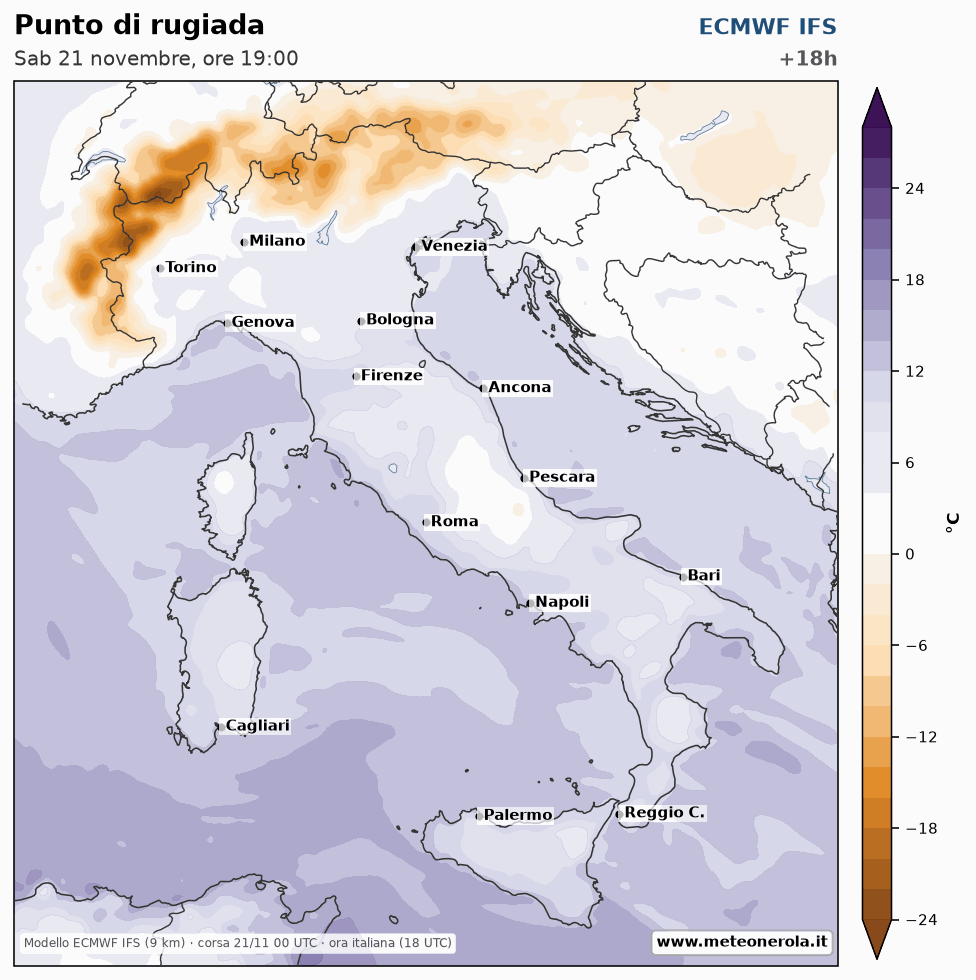 Punto di rugiada
ECMWF IFS
Sab 21 novembre, ore 19:00
+18h
Milano
Venezia
Torino
Genova
Bologna
Firenze
Ancona
Pescara
Roma
Bari
Napoli
Cagliari
Palermo
Reggio C.
24
18
12
6
0
−6
−12
−18
−24
°C
Modello ECMWF IFS (9 km) · corsa 21/11 00 UTC · ora italiana (18 UTC)
www.meteonerola.it